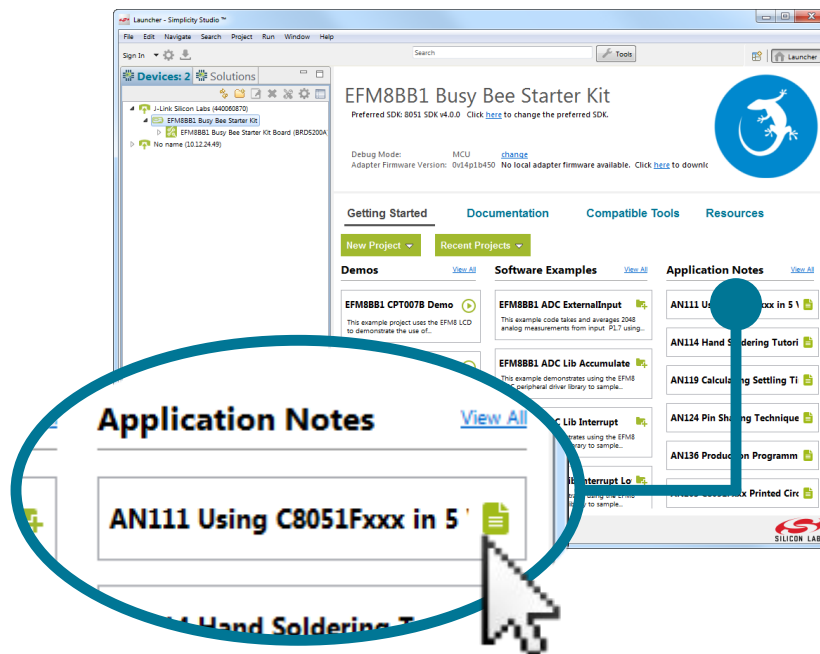 Launcher - Simplicity Studio ™
File Edit Navigate Search Project Run Window Help
Sign In
Search
Tools
Launcher
Devices: 2
Solutions
J-Link Silicon Labs (440060870)
EFM8BB1 Busy Bee Starter Kit
EFM8BB1 Busy Bee Starter Kit Board (BRD5200A
No name (10.12.24.49)
EFM8BB1 Busy Bee Starter Kit
Preferred SDK: 8051 SDK v4.0.0 Click here to change the preferred SDK.
Debug Mode: MCU change
Adapter Firmware Version: 0v14p1b450 No local adapter firmware available. Click here to downlc
Getting Started Documentation Compatible Tools Resources
New Project Recent Projects
Demos View All
EFM8BB1 CPT007B Demo
This example project uses the EFM8 LCD
to demonstrate the use of...
Software Examples View All
EFM8BB1 ADC ExternalInput
This example code takes and averages 2048
analog measurements from input P1.7 using...
EFM8BB1 ADC Lib Accumulate
This example demonstrates using the EFM8
peripheral driver library to sample...
Lib Interrupt
using the EFM8
library to sample...
Interrupt Lo
to sample...
Application Notes View All
AN111 in 5 V
AN114 Hand Soldering Tutori
AN119 Calculating Settling Ti
AN124 Pin Sharing Technique
AN136 Production Programm
Printed Circ
SILICON LAB
Application Notes View All
AN111 Using C8051Fxxx in 5
Hand Soldering